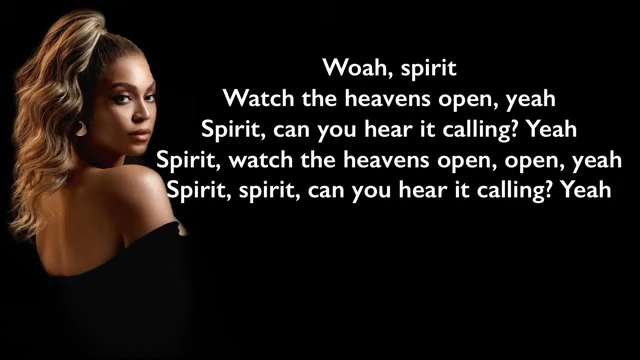 Woah, spirit
Watch the heavens open, yeah
Spirit, can you hear it calling? Yeah
Spirit, watch the heavens open, open, yeah
Spirit, spirit, can you hear it calling? Yeah